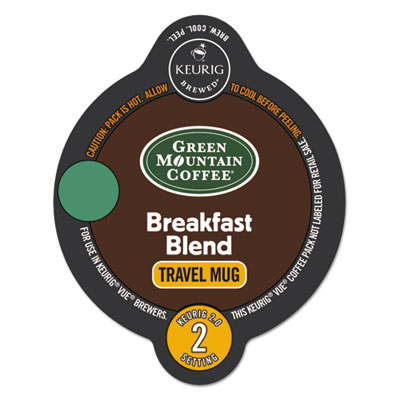 BREW. COOL. PEEL.
KEURIG
BREWED®
CAUTION: PACK IS HOT. ALLOW TO COOL BEFORE PEELING.
GREEN
MOUNTAIN
COFFEE®
Breakfast
Blend
TRAVEL MUG
FOR USE IN KEURIG® VUE® BREWERS.
THIS KEURIG® VUE® COFFEE PACK NOT LABELED FOR RETAIL SALE.
KEURIG 2.0
2
SETTING